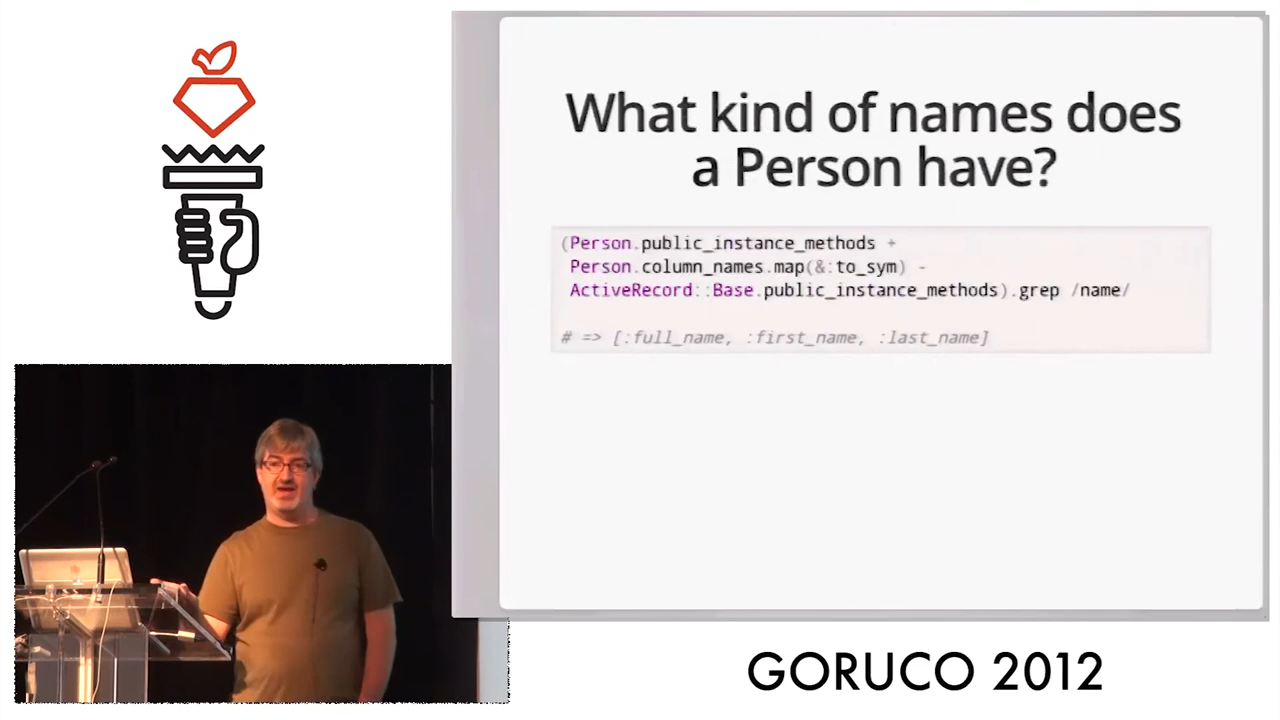 What kind of names does
a Person have?
(Person.public_instance_methods +
Person.column_names.map(&:to_sym) -
ActiveRecord::Base.public_instance_methods).grep /name/
# => [:full_name, :first_name, :last_name]
GORUCO 2012